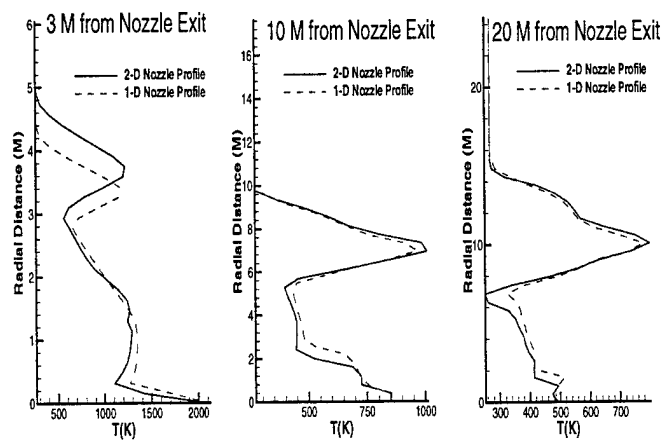 3 M from Nozzle Exit
2-D Nozzle Profile
1-D Nozzle Profile
Radial Distance (M)
6
5
4
3
2
1
0
500
1000
1500
2000
T(K)
10 M from Nozzle Exit
2-D Nozzle Profile
1-D Nozzle Profile
Radial Distance (M)
16
14
12
10
8
6
4
2
0
500
1000
T(K)
20 M from Nozzle Exit
2-D Nozzle Profile
1-D Nozzle Profile
Radial Distance (M)
20
10
0
300
400
500
600
700
T(K)